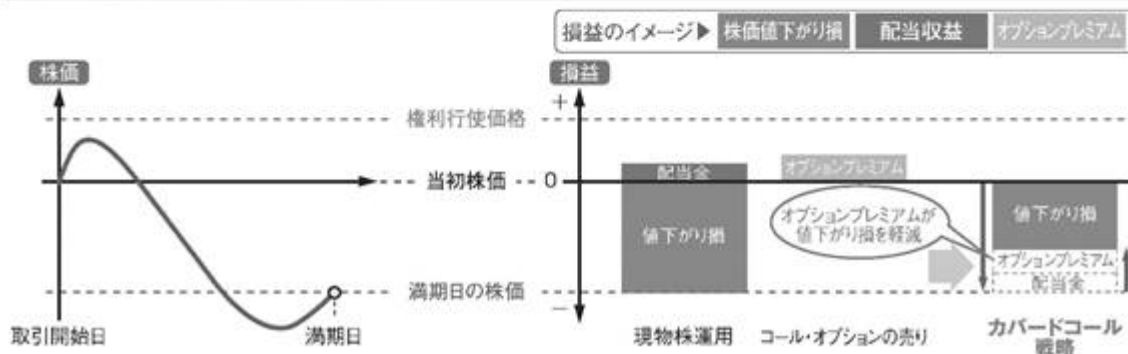 損益のイメージ▶ 株価値下がり損 配当収益 オプションプレミアム
株価
損益
+
権利行使価格
当初株価
0
配当金
オプションプレミアム
値下がり損
オプションプレミアムが
値下がり損を軽減
値下がり損
オプションプレミアム
配当金
満期日の株価
−
取引開始日
満期日
現物株運用
コール・オプションの売り
カバードコール
戦略